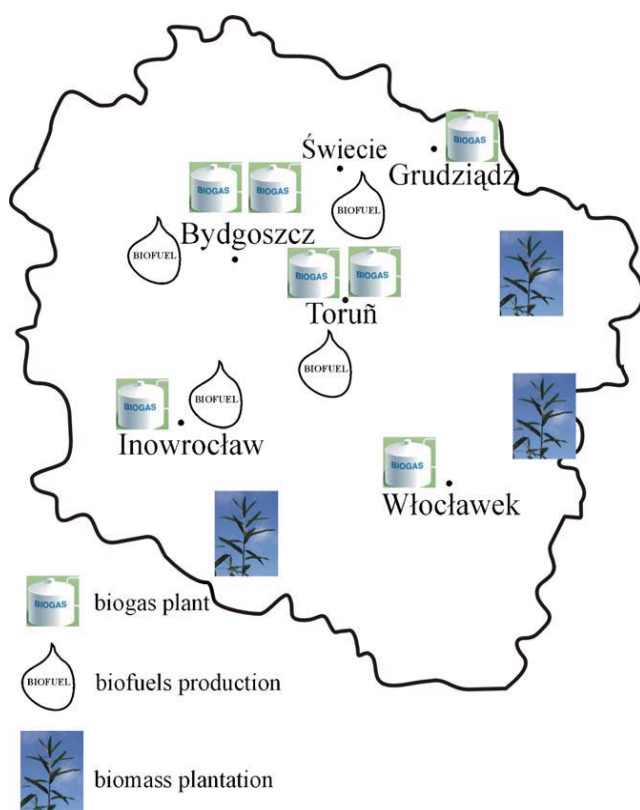 Świecie
BIOGAS
Grudziądz
BIOGAS BIOGAS
BIOFUEL
Bydgoszcz
BIOFUEL
BIOGAS BIOGAS
Toruñ
BIOFUEL
BIOGAS
BIOFUEL
Inowrocław
BIOGAS
Włocławek
BIOGAS biogas plant
BIOFUEL biofuels production
biomass plantation